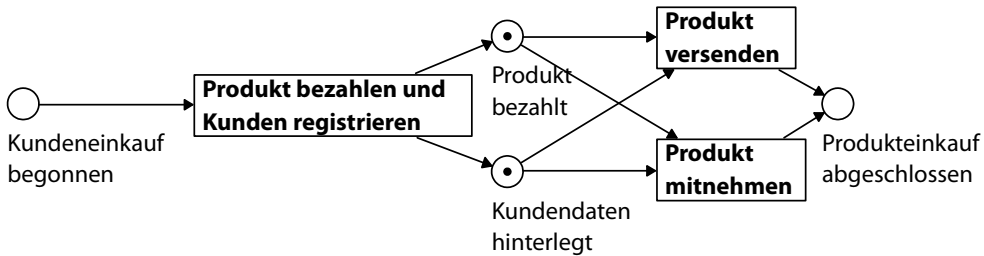 Kundeneinkauf
begonnen
Produkt bezahlen und
Kunden registrieren
Produkt
bezahlt
Kundendaten
hinterlegt
Produkt
versenden
Produkt
mitnehmen
Produkteinkauf
abgeschlossen